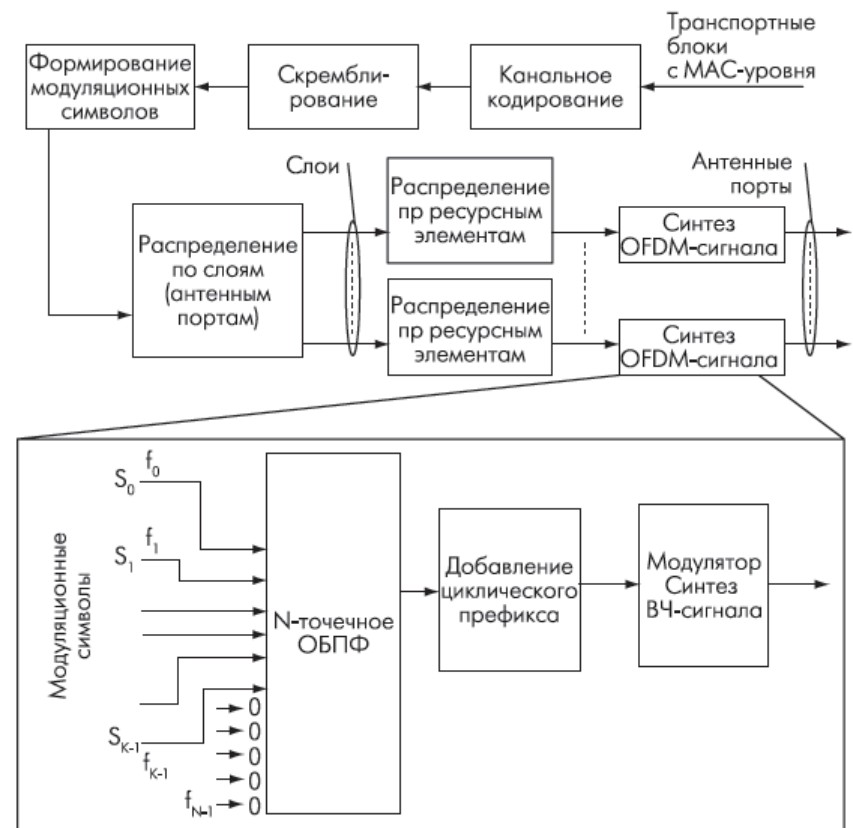 Транспортные
блоки
с MAC-уровня
Канальное
кодирование
Скрембли-
рование
Формирование
модуляционных
символов
Слои
Антенные
порты
Распределение
по слоям
(антенным
портам)
Распределение
пр ресурсным
элементам
Синтез
OFDM-сигнала
Распределение
пр ресурсным
элементам
Синтез
OFDM-сигнала
Модуляционные
символы
S₀ f₀
S₁ f₁
Sₖ₋₁
fₖ₋₁
0
0
0
0
fₙ₋₁ 0
N-точечное
ОБПФ
Добавление
циклического
префикса
Модулятор
Синтез
ВЧ-сигнала